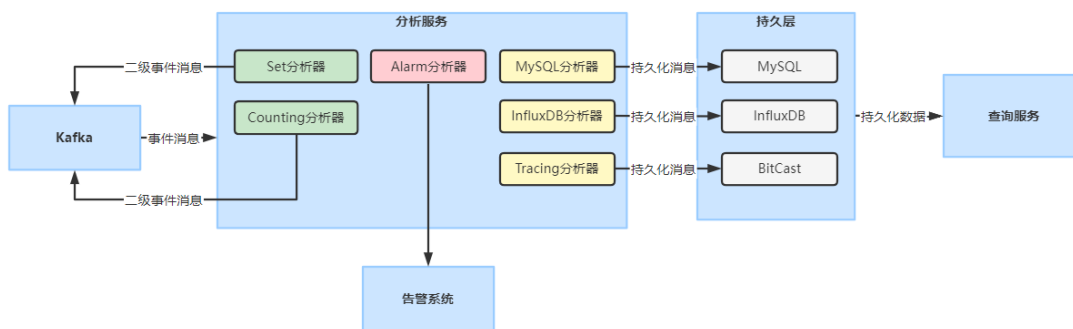 分析服务
持久层
二级事件消息
Set分析器
Alarm分析器
MySQL分析器
持久化消息
MySQL
Kafka
事件消息
Counting分析器
InfluxDB分析器
持久化消息
InfluxDB
持久化数据
查询服务
Tracing分析器
持久化消息
BitCast
二级事件消息
告警系统